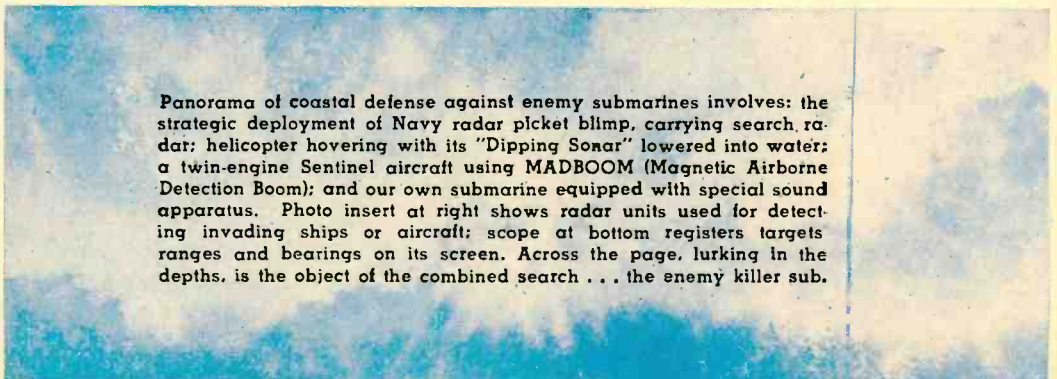 Panorama of coastal defense against enemy submarines involves: the
strategic deployment of Navy radar picket blimp, carrying search ra-
dar; helicopter hovering with its "Dipping Sonar" lowered into water;
a twin-engine Sentinel aircraft using MADBOOM (Magnetic Airborne
Detection Boom); and our own submarine equipped with special sound
apparatus. Photo insert at right shows radar units used for detect-
ing invading ships or aircraft; scope at bottom registers targets
ranges and bearings on its screen. Across the page, lurking in the
depths, is the object of the combined search . . . the enemy killer sub.